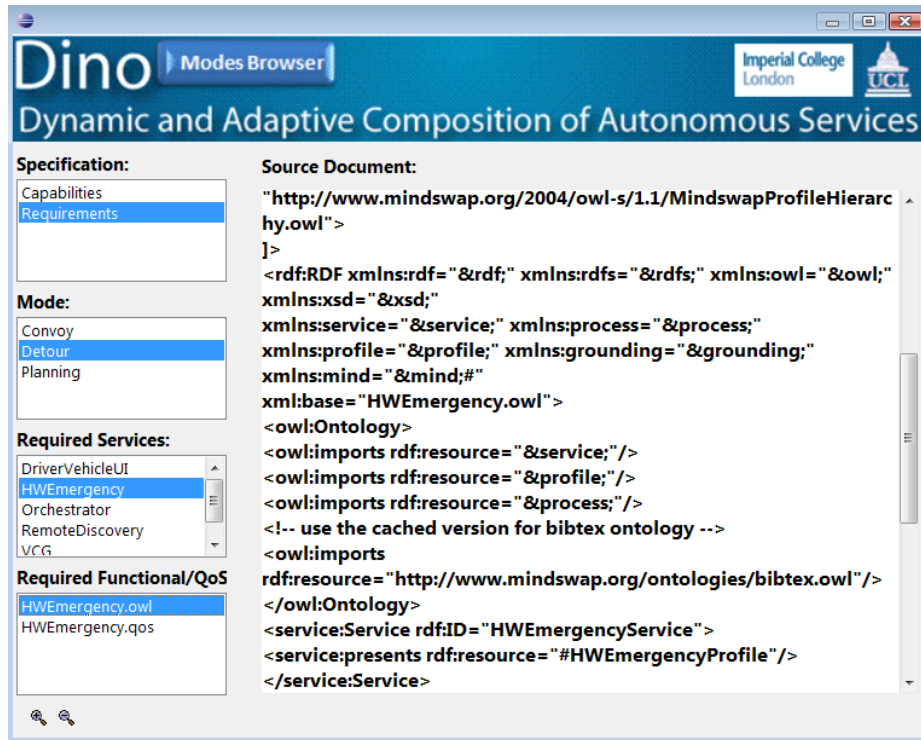 Dino
Modes Browser
Imperial College
London
UCL
Dynamic and Adaptive Composition of Autonomous Services
Specification:
Capabilities
Requirements
Mode:
Convoy
Detour
Planning
Required Services:
DriverVehicleUI
HWEmergency
Orchestrator
RemoteDiscovery
VCG
Required Functional/QoS
HWEmergency.owl
HWEmergency.qos
Source Document:
"http://www.mindswap.org/2004/owl-s/1.1/MindswapProfileHierarc
hy.owl">
]>
<rdf:RDF xmlns:rdf="&rdf;" xmlns:rdfs="&rdfs;" xmlns:owl="&owl;"
xmlns:xsd="&xsd;"
xmlns:service="&service;" xmlns:process="&process;"
xmlns:profile="&profile;" xmlns:grounding="&grounding;"
xmlns:mind="&mind;#"
xml:base="HWEmergency.owl">
<owl:Ontology>
<owl:imports rdf:resource="&service;"/>
<owl:imports rdf:resource="&profile;"/>
<owl:imports rdf:resource="&process;"/>
<!-- use the cached version for bibtex ontology -->
<owl:imports
rdf:resource="http://www.mindswap.org/ontologies/bibtex.owl"/>
</owl:Ontology>
<service:Service rdf:ID="HWEmergencyService">
<service:presents rdf:resource="#HWEmergencyProfile"/>
</service:Service>